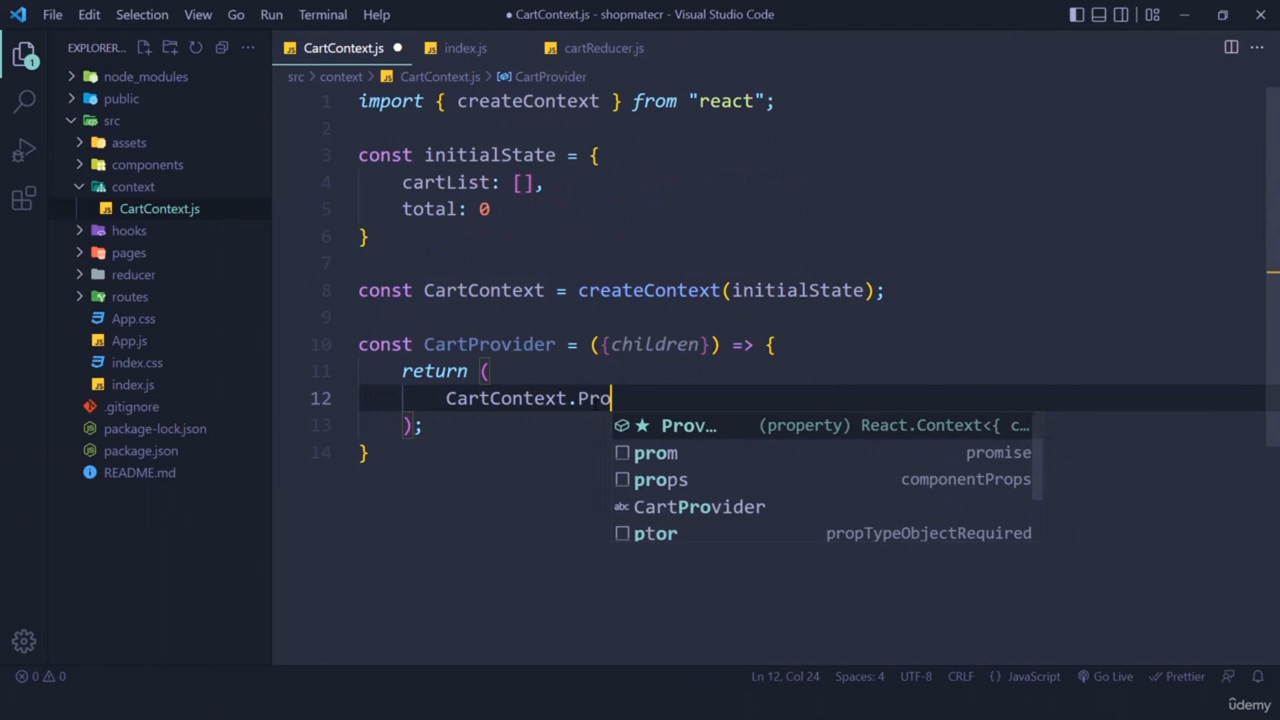 File Edit Selection View Go Run Terminal Help
● CartContext.js - shopmatecr - Visual Studio Code
EXPLORER...
CartContext.js ●
index.js
cartReducer.js
src > context > CartContext.js > CartProvider
1
node_modules
public
src
assets
components
context
CartContext.js
hooks
pages
reducer
routes
App.css
App.js
index.css
index.js
.gitignore
package-lock.json
package.json
README.md
1 import { createContext } from "react";
2
3 const initialState = {
4 cartList: [],
5 total: 0
6 }
7
8 const CartContext = createContext(initialState);
9
10 const CartProvider = ({children}) => {
11 return (
12 CartContext.Pro
13 );
14 }
★ Prov... (property) React.Context<{ c...
prom promise
props componentProps
abc CartProvider
ptor propTypeObjectRequired
0 0
Ln 12, Col 24 Spaces: 4 UTF-8 CRLF {} JavaScript Go Live Prettier
ûdemy